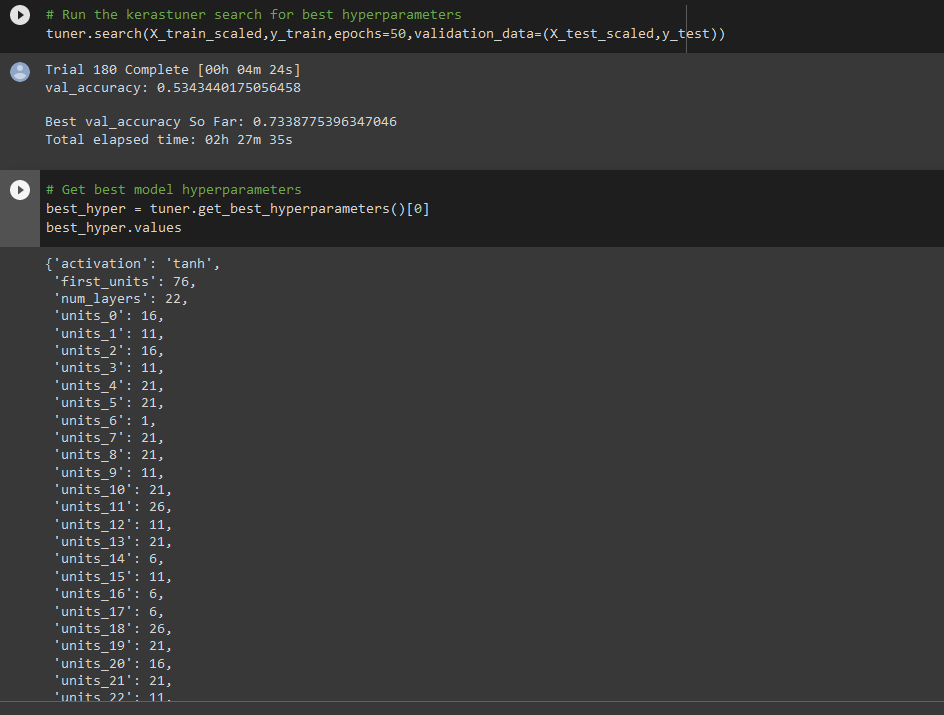 # Run the kerastuner search for best hyperparameters
tuner.search(X_train_scaled,y_train,epochs=50,validation_data=(X_test_scaled,y_test))
Trial 180 Complete [00h 04m 24s]
val_accuracy: 0.5343440175056458
Best val_accuracy So Far: 0.7338775396347046
Total elapsed time: 02h 27m 35s
# Get best model hyperparameters
best_hyper = tuner.get_best_hyperparameters()[0]
best_hyper.values
{'activation': 'tanh',
'first_units': 76,
'num_layers': 22,
'units_0': 16,
'units_1': 11,
'units_2': 16,
'units_3': 11,
'units_4': 21,
'units_5': 21,
'units_6': 1,
'units_7': 21,
'units_8': 21,
'units_9': 11,
'units_10': 21,
'units_11': 26,
'units_12': 11,
'units_13': 21,
'units_14': 6,
'units_15': 11,
'units_16': 6,
'units_17': 6,
'units_18': 26,
'units_19': 21,
'units_20': 16,
'units_21': 21,
'units_22': 11,